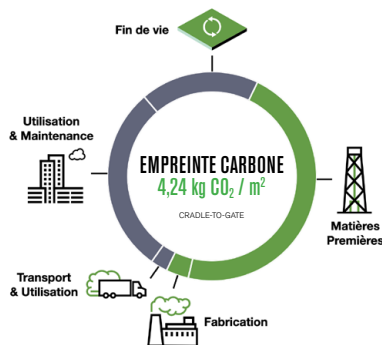 Fin de vie
Utilisation
& Maintenance
EMPREINTE CARBONE
4,24 kg CO₂ / m²
CRADLE-TO-GATE
Matières
Premières
Transport
& Utilisation
Fabrication